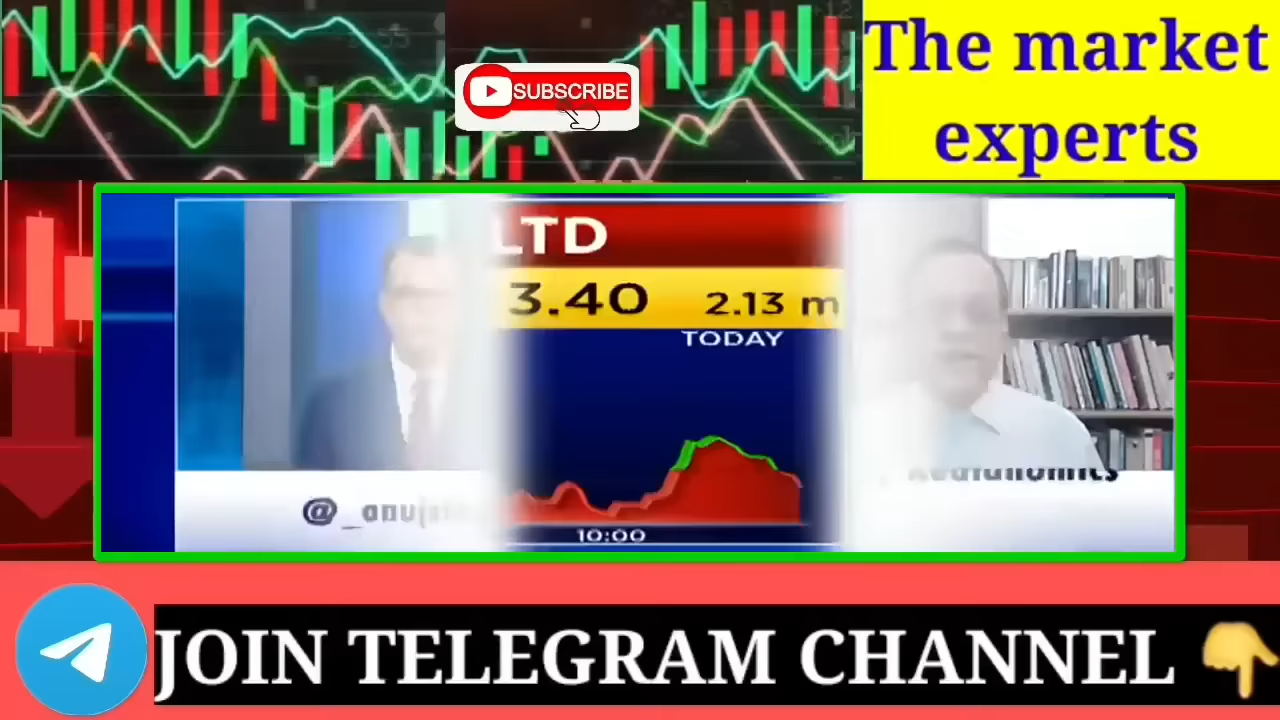 The market
experts
SUBSCRIBE
LTD
3.40 2.13 m
TODAY
10:00
JOIN TELEGRAM CHANNEL